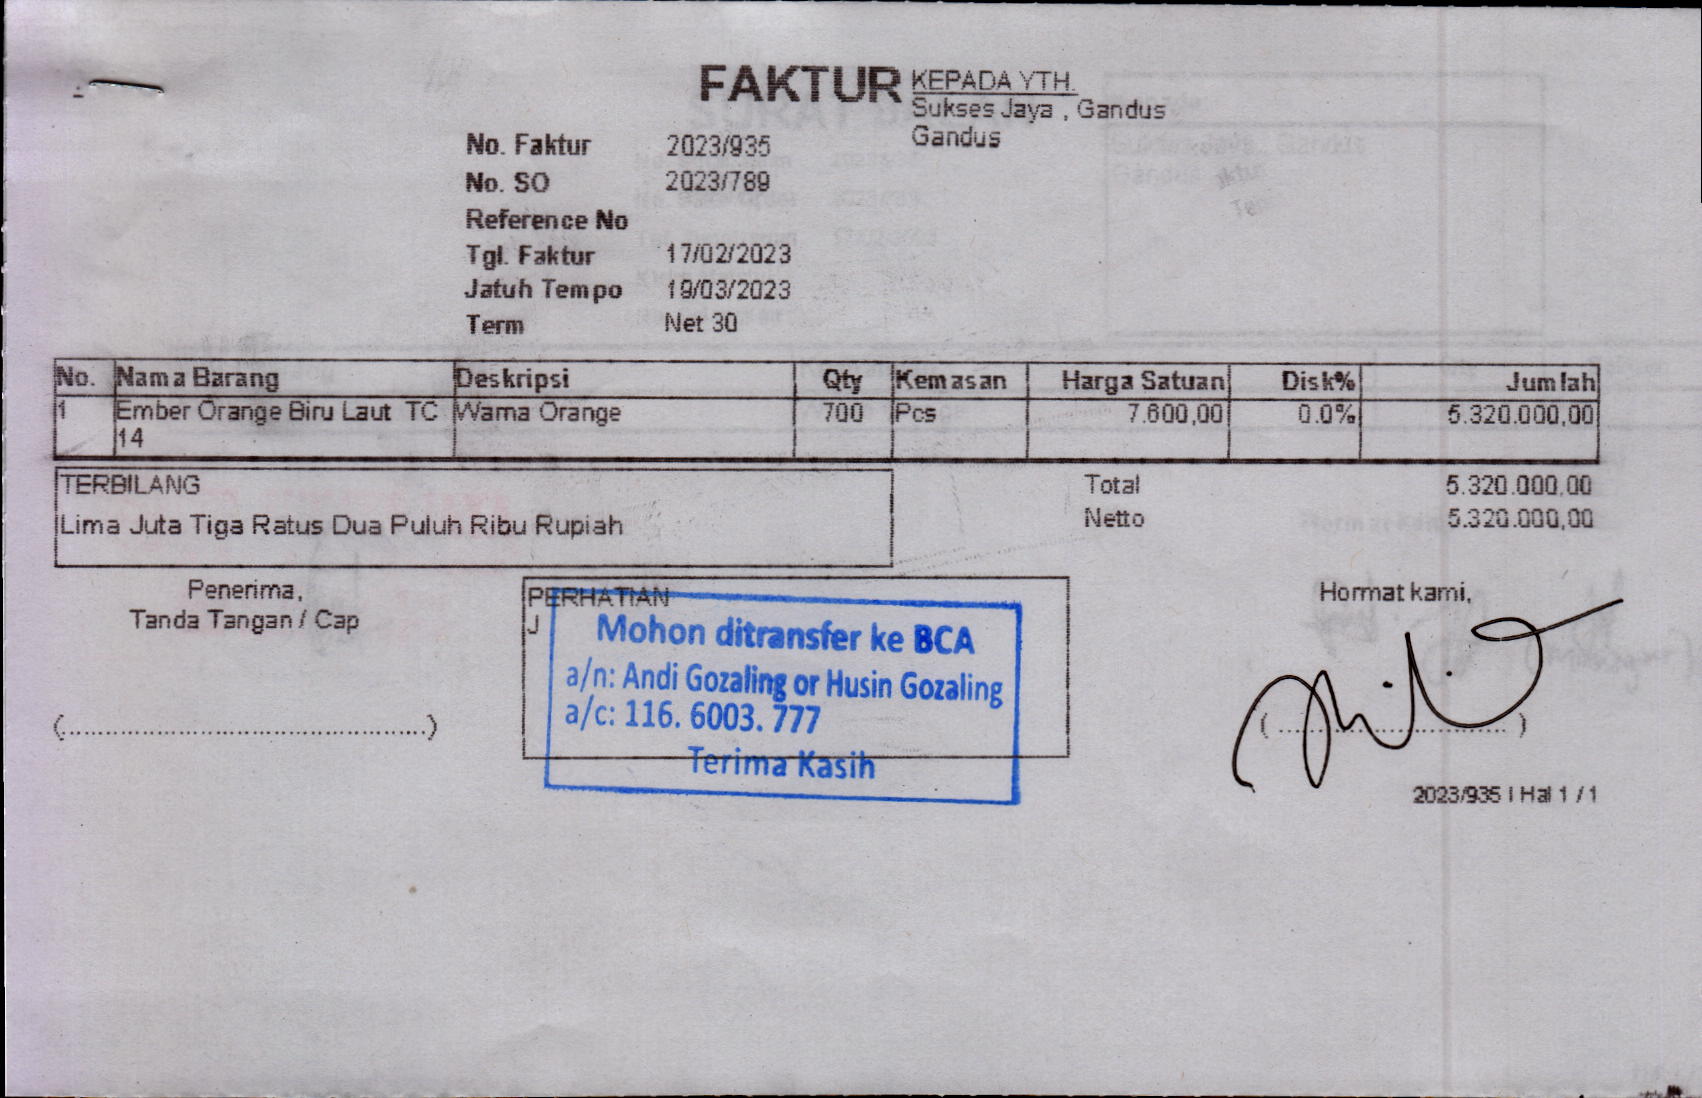 FAKTUR
KEPADA YTH.
Sukses Jaya , Gandus
Gandus
No. Faktur 2023/935
No. SO 2023/789
Reference No
Tgl. Faktur 17/02/2023
Jatuh Tempo 19/03/2023
Term Net 30
No. Nama Barang Deskripsi Qty Kemasan Harga Satuan Disk% Jumlah
1 Ember Orange Biru Laut TC Warna Orange 700 Pcs 7.600,00 0.0% 5.320.000,00
14
TERBILANG
Lima Juta Tiga Ratus Dua Puluh Ribu Rupiah
Total 5.320.000,00
Netto 5.320.000,00
Penerima,
Tanda Tangan / Cap
(................................................)
PERHATIAN
J
Mohon ditransfer ke BCA
a/n: Andi Gozaling or Husin Gozaling
a/c: 116. 6003. 777
Terima Kasih
Hormat kami,
( ................................ )
2023/935 | Hal 1 / 1